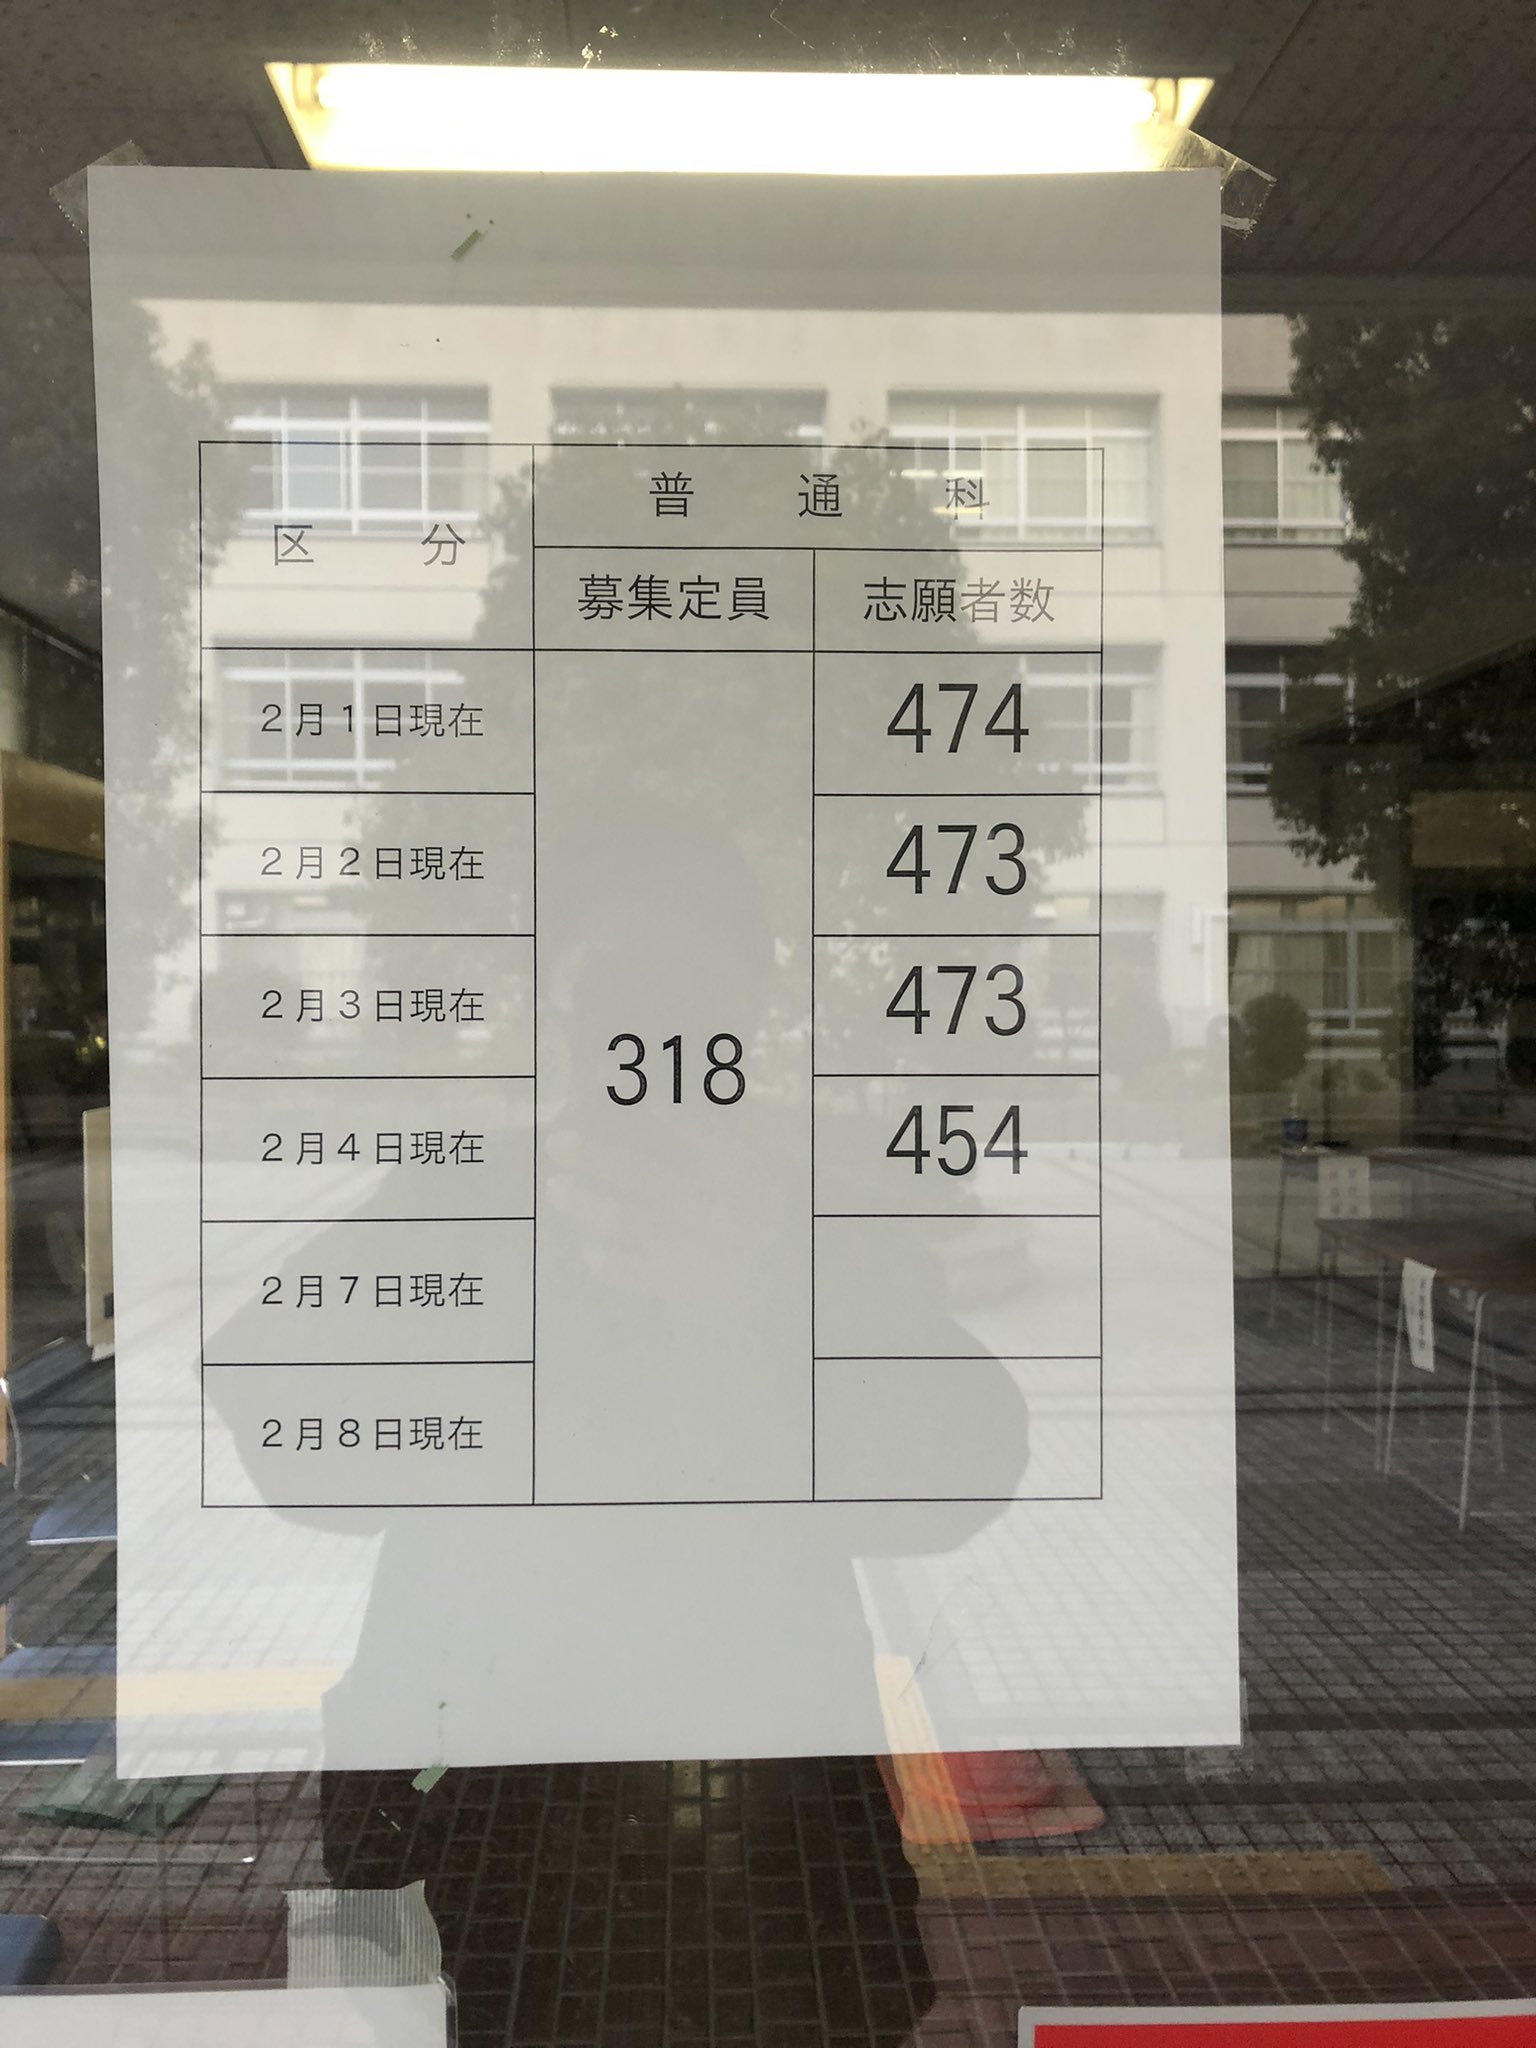 区　分
普　通　科
募集定員
志願者数
２月１日現在
474
２月２日現在
473
２月３日現在
473
318
２月４日現在
454
２月７日現在
２月８日現在